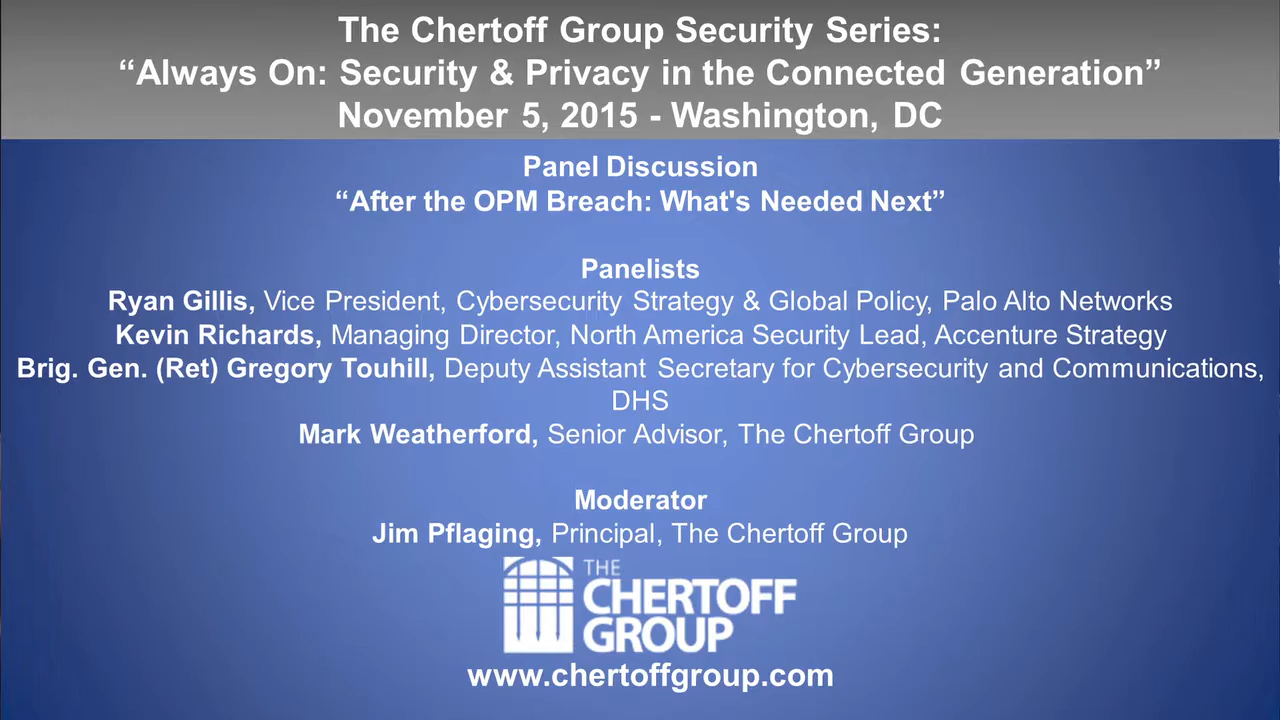 The Chertoff Group Security Series:
“Always On: Security & Privacy in the Connected Generation”
November 5, 2015 - Washington, DC
Panel Discussion
“After the OPM Breach: What's Needed Next”
Panelists
Ryan Gillis, Vice President, Cybersecurity Strategy & Global Policy, Palo Alto Networks
Kevin Richards, Managing Director, North America Security Lead, Accenture Strategy
Brig. Gen. (Ret) Gregory Touhill, Deputy Assistant Secretary for Cybersecurity and Communications,
DHS
Mark Weatherford, Senior Advisor, The Chertoff Group
Moderator
Jim Pflaging, Principal, The Chertoff Group
THE
CHERTOFF
GROUP
www.chertoffgroup.com